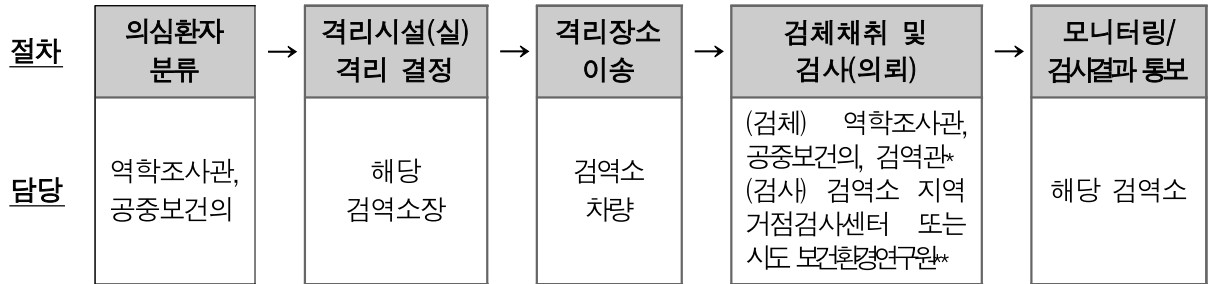 절차
의심환자
분류
→
격리시설(실)
격리 결정
→
격리장소
이송
→
검체채취 및
검사(의뢰)
→
모니터링/
검사결과 통보
담당
역학조사관,
공중보건의
해당
검역소장
검역소
차량
(검체) 역학조사관,
공중보건의, 검역관*
(검사) 검역소 지역
거점검사센터 또는
시도 보건환경연구원**
해당 검역소